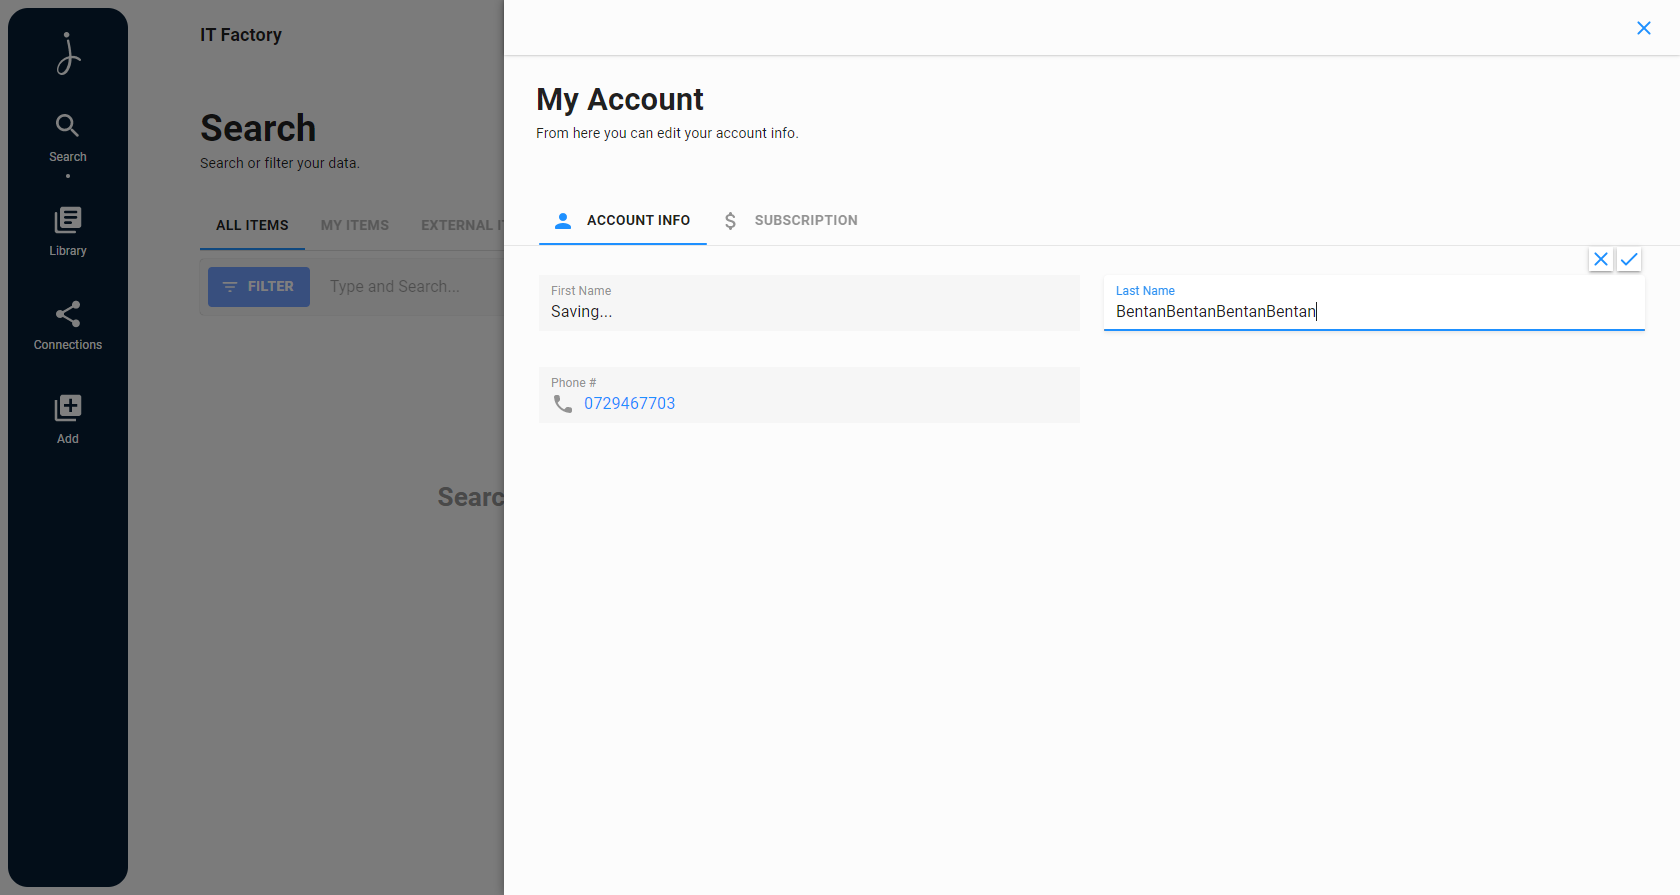 IT Factory
Search
Library
Connections
Add
Search
Search or filter your data.
ALL ITEMS
MY ITEMS
EXTERNAL
FILTER
Type and Search...
My Account
From here you can edit your account info.
ACCOUNT INFO
SUBSCRIPTION
First Name
Saving...
Last Name
BentanBentanBentanBentan
Phone #
0729467703